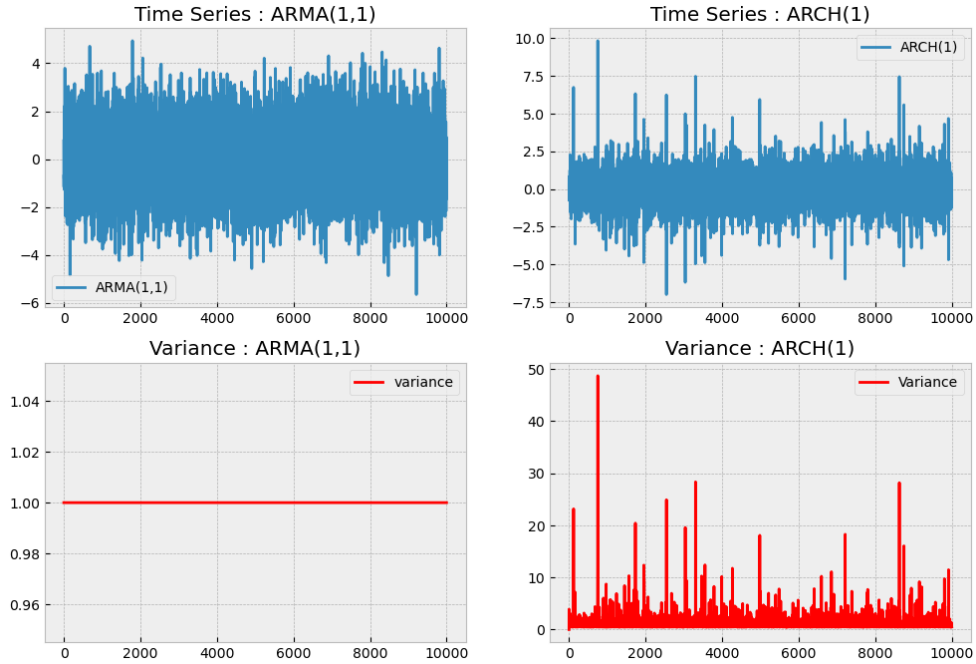 Time Series : ARMA(1,1)
4
2
0
−2
−4
−6
ARMA(1,1)
0 2000 4000 6000 8000 10000
Time Series : ARCH(1)
10.0
7.5
5.0
2.5
0.0
−2.5
−5.0
−7.5
ARCH(1)
0 2000 4000 6000 8000 10000
Variance : ARMA(1,1)
1.04
1.02
1.00
0.98
0.96
variance
0 2000 4000 6000 8000 10000
Variance : ARCH(1)
50
40
30
20
10
0
Variance
0 2000 4000 6000 8000 10000